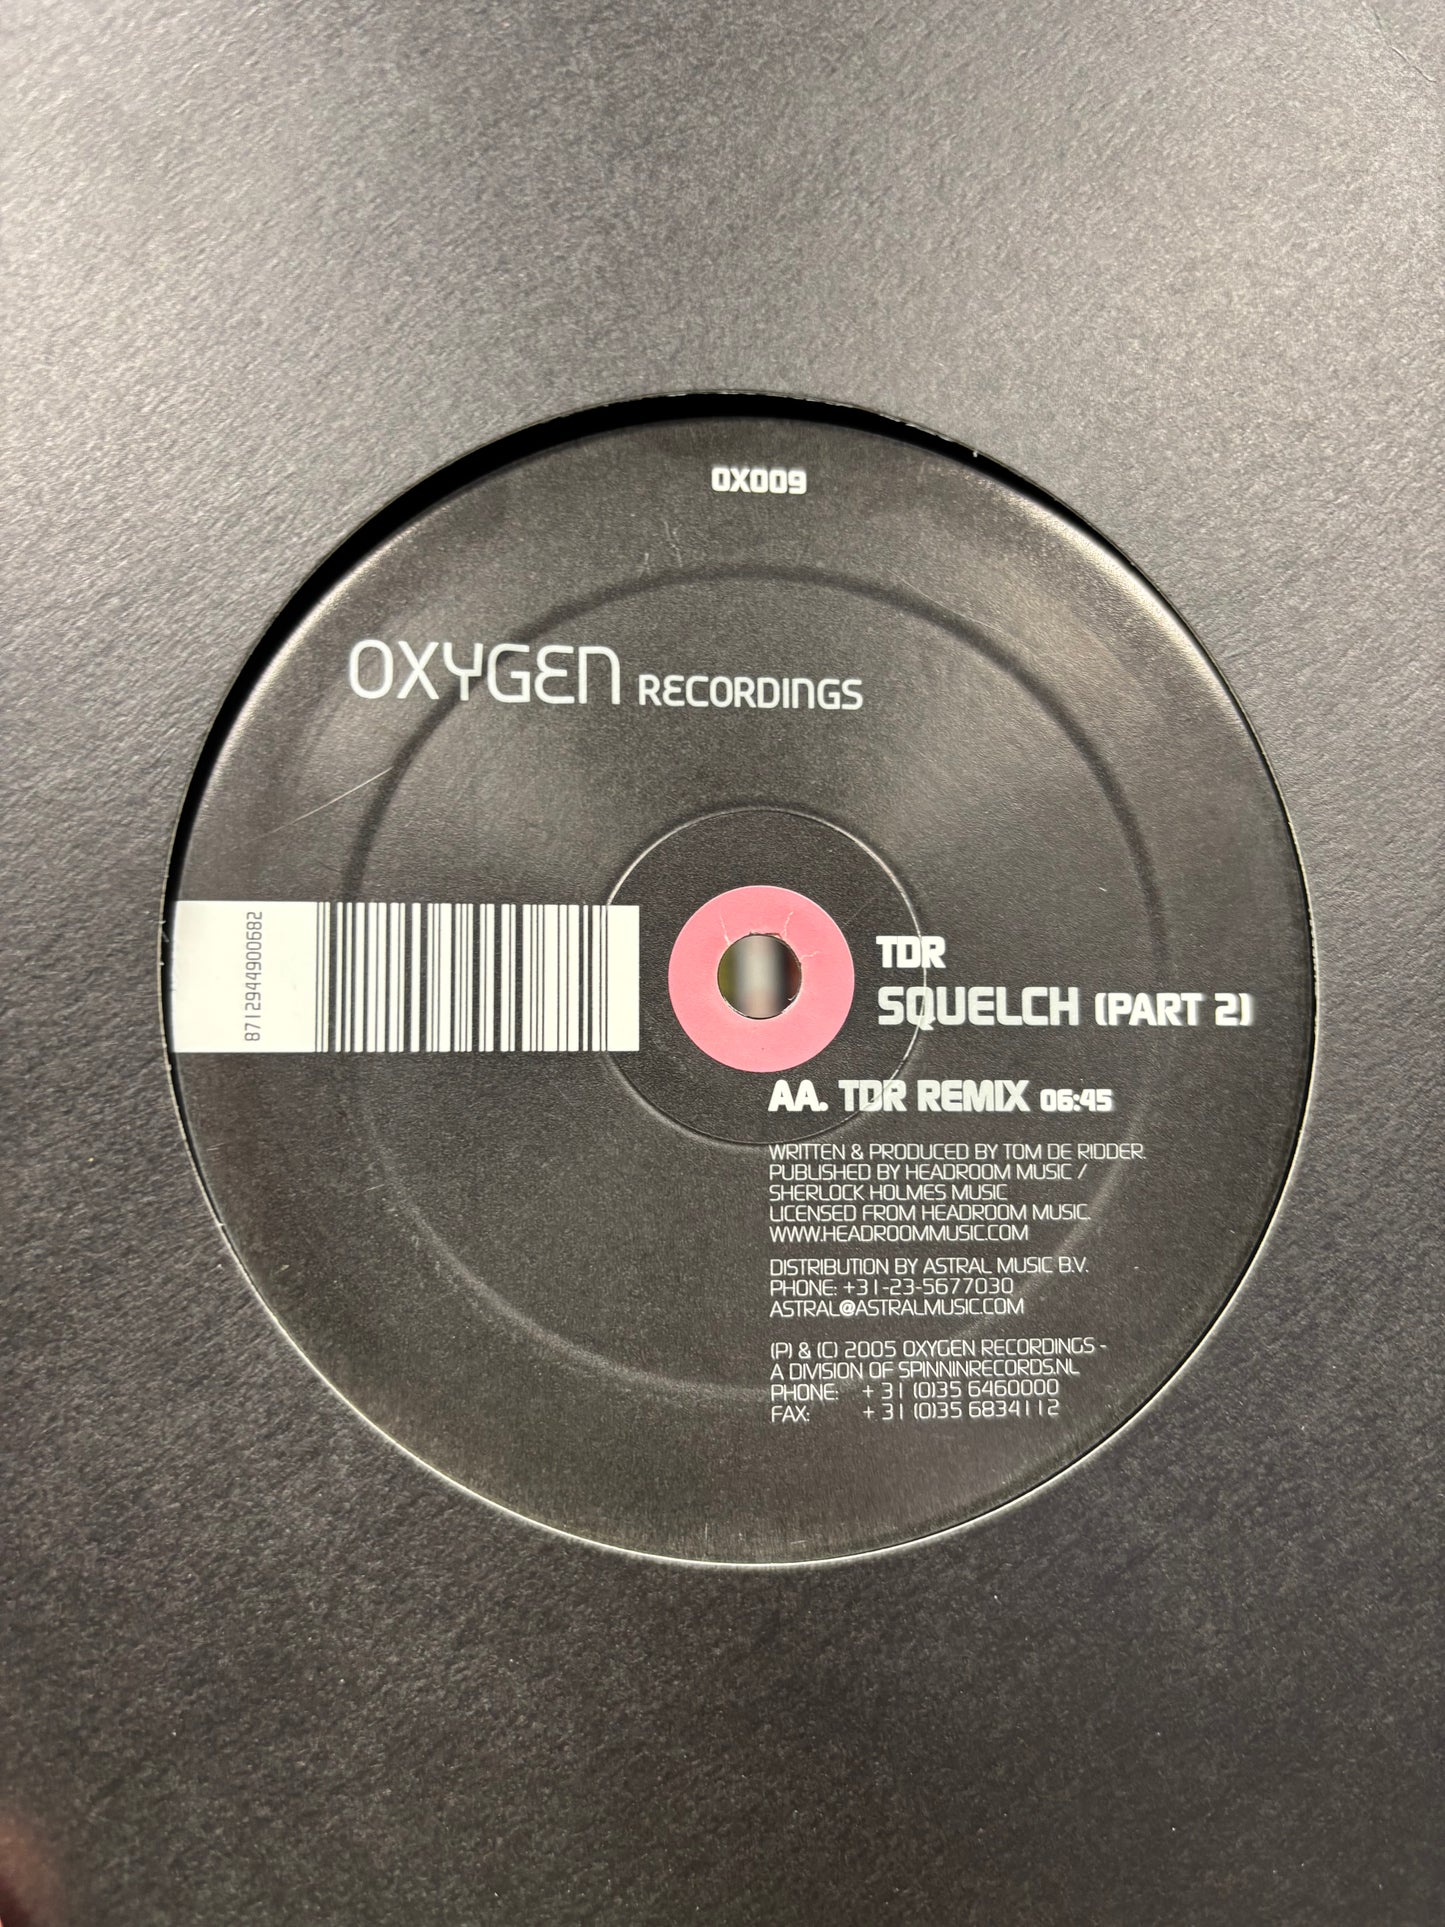 OX009
OXYGEN RECORDINGS
8712944900682
TDR
SQUELCH (PART 2)
AA. TDR REMIX 06:45
WRITTEN & PRODUCED BY TOM DE RIDDER.
PUBLISHED BY HEADROOM MUSIC /
SHERLOCK HOLMES MUSIC
LICENSED FROM HEADROOM MUSIC.
WWW.HEADROOMMUSIC.COM
DISTRIBUTION BY ASTRAL MUSIC B.V.
PHONE: +31-23-5677030
ASTRAL@ASTRALMUSIC.COM
(P) & (C) 2005 OXYGEN RECORDINGS -
A DIVISION OF SPINNINRECORDS.NL
PHONE: + 31 (0)35 6460000
FAX: + 31 (0)35 6834112